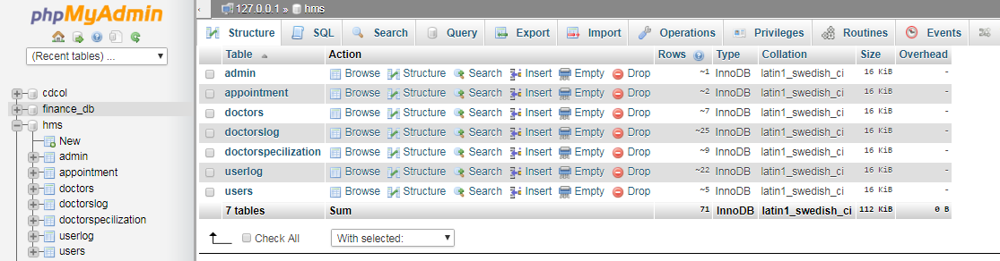 phpMyAdmin
(Recent tables) ...
cdcol
finance_db
hms
New
admin
appointment
doctors
doctorslog
doctorspecilization
userlog
users
127.0.0.1 » hms
Structure SQL Search Query Export Import Operations Privileges Routines Events
Table Action Rows Type Collation Size Overhead
admin Browse Structure Search Insert Empty Drop ~1 InnoDB latin1_swedish_ci 16 KiB -
appointment Browse Structure Search Insert Empty Drop ~2 InnoDB latin1_swedish_ci 16 KiB -
doctors Browse Structure Search Insert Empty Drop ~7 InnoDB latin1_swedish_ci 16 KiB -
doctorslog Browse Structure Search Insert Empty Drop ~25 InnoDB latin1_swedish_ci 16 KiB -
doctorspecilization Browse Structure Search Insert Empty Drop ~9 InnoDB latin1_swedish_ci 16 KiB -
userlog Browse Structure Search Insert Empty Drop ~22 InnoDB latin1_swedish_ci 16 KiB -
users Browse Structure Search Insert Empty Drop ~5 InnoDB latin1_swedish_ci 16 KiB -
7 tables Sum 71 InnoDB latin1_swedish_ci 112 KiB 0 B
Check All With selected: